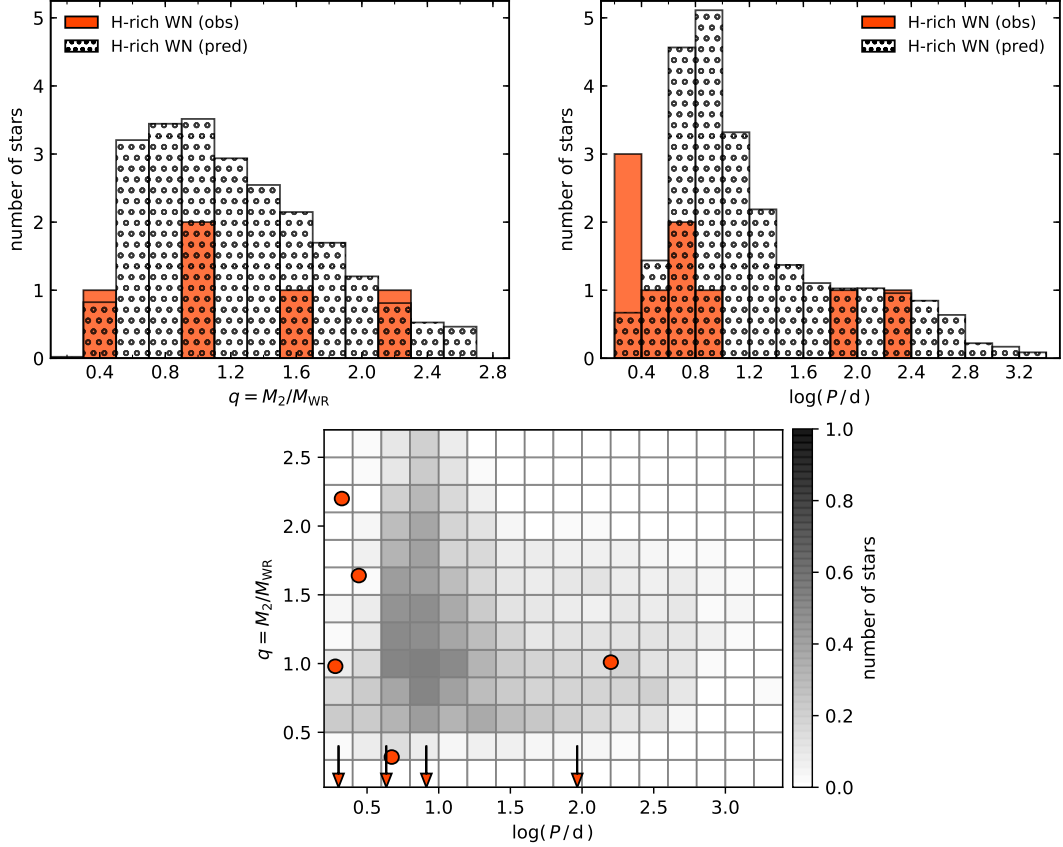 H-rich WN (obs)
H-rich WN (pred)
number of stars
5
4
3
2
1
0
0.4 0.8 1.2 1.6 2.0 2.4 2.8
q = M₂/M_WR
H-rich WN (obs)
H-rich WN (pred)
number of stars
5
4
3
2
1
0
0.4 0.8 1.2 1.6 2.0 2.4 2.8 3.2
log(P/d)
q = M₂/M_WR
2.5
2.0
1.5
1.0
0.5
0.5 1.0 1.5 2.0 2.5 3.0
log(P/d)
1.0
0.8
0.6
0.4
0.2
0.0
number of stars